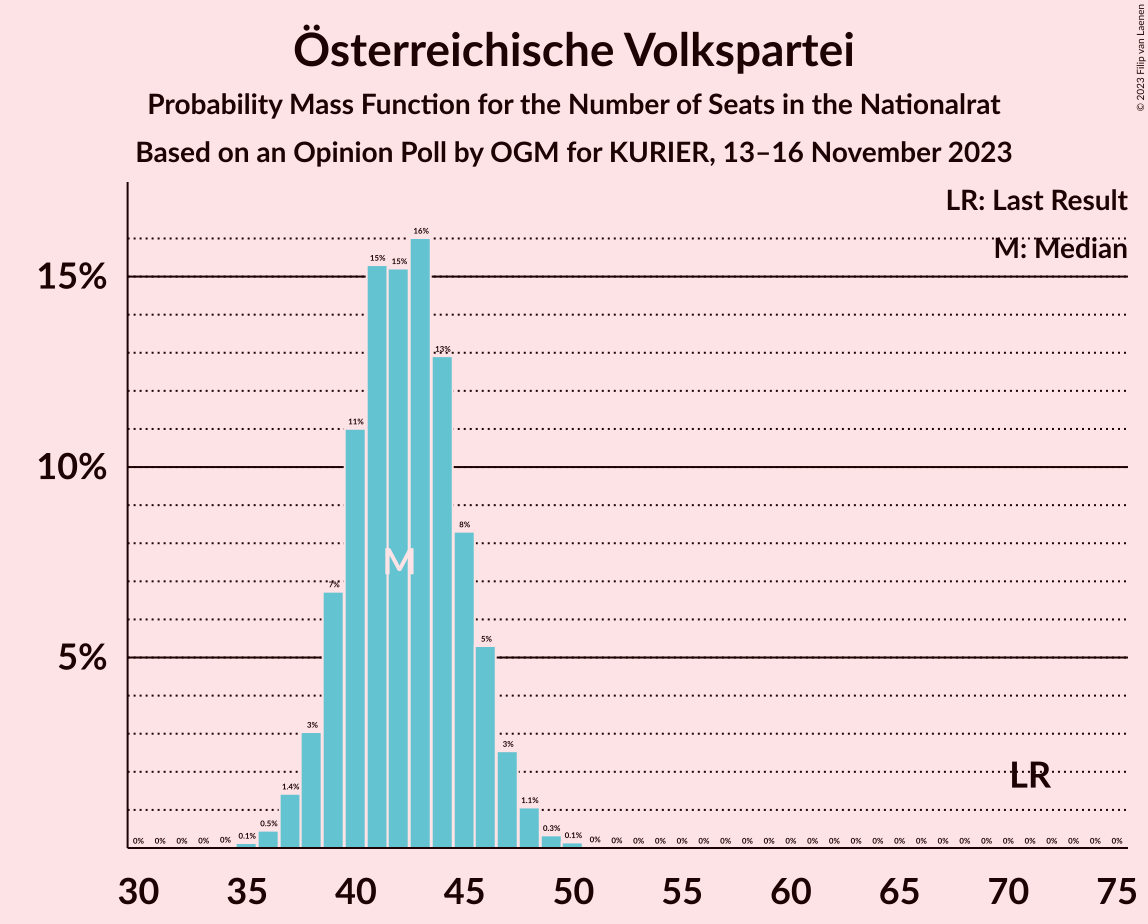 Österreichische Volkspartei
Probability Mass Function for the Number of Seats in the Nationalrat
Based on an Opinion Poll by OGM for KURIER, 13–16 November 2023
© 2023 Filip van Laenen
LR: Last Result
M: Median
15%
10%
5%
0% 0% 0% 0% 0% 0.1% 0.5% 1.4% 3% 7% 11% 15% 15% 16% 13% 8% 5% 3% 1.1% 0.3% 0.1% 0% 0% 0% 0% 0% 0% 0% 0% 0% 0% 0% 0% 0% 0% 0% 0% 0% 0% 0% 0% 0% 0% 0% 0% 0%
M
LR
30 35 40 45 50 55 60 65 70 75